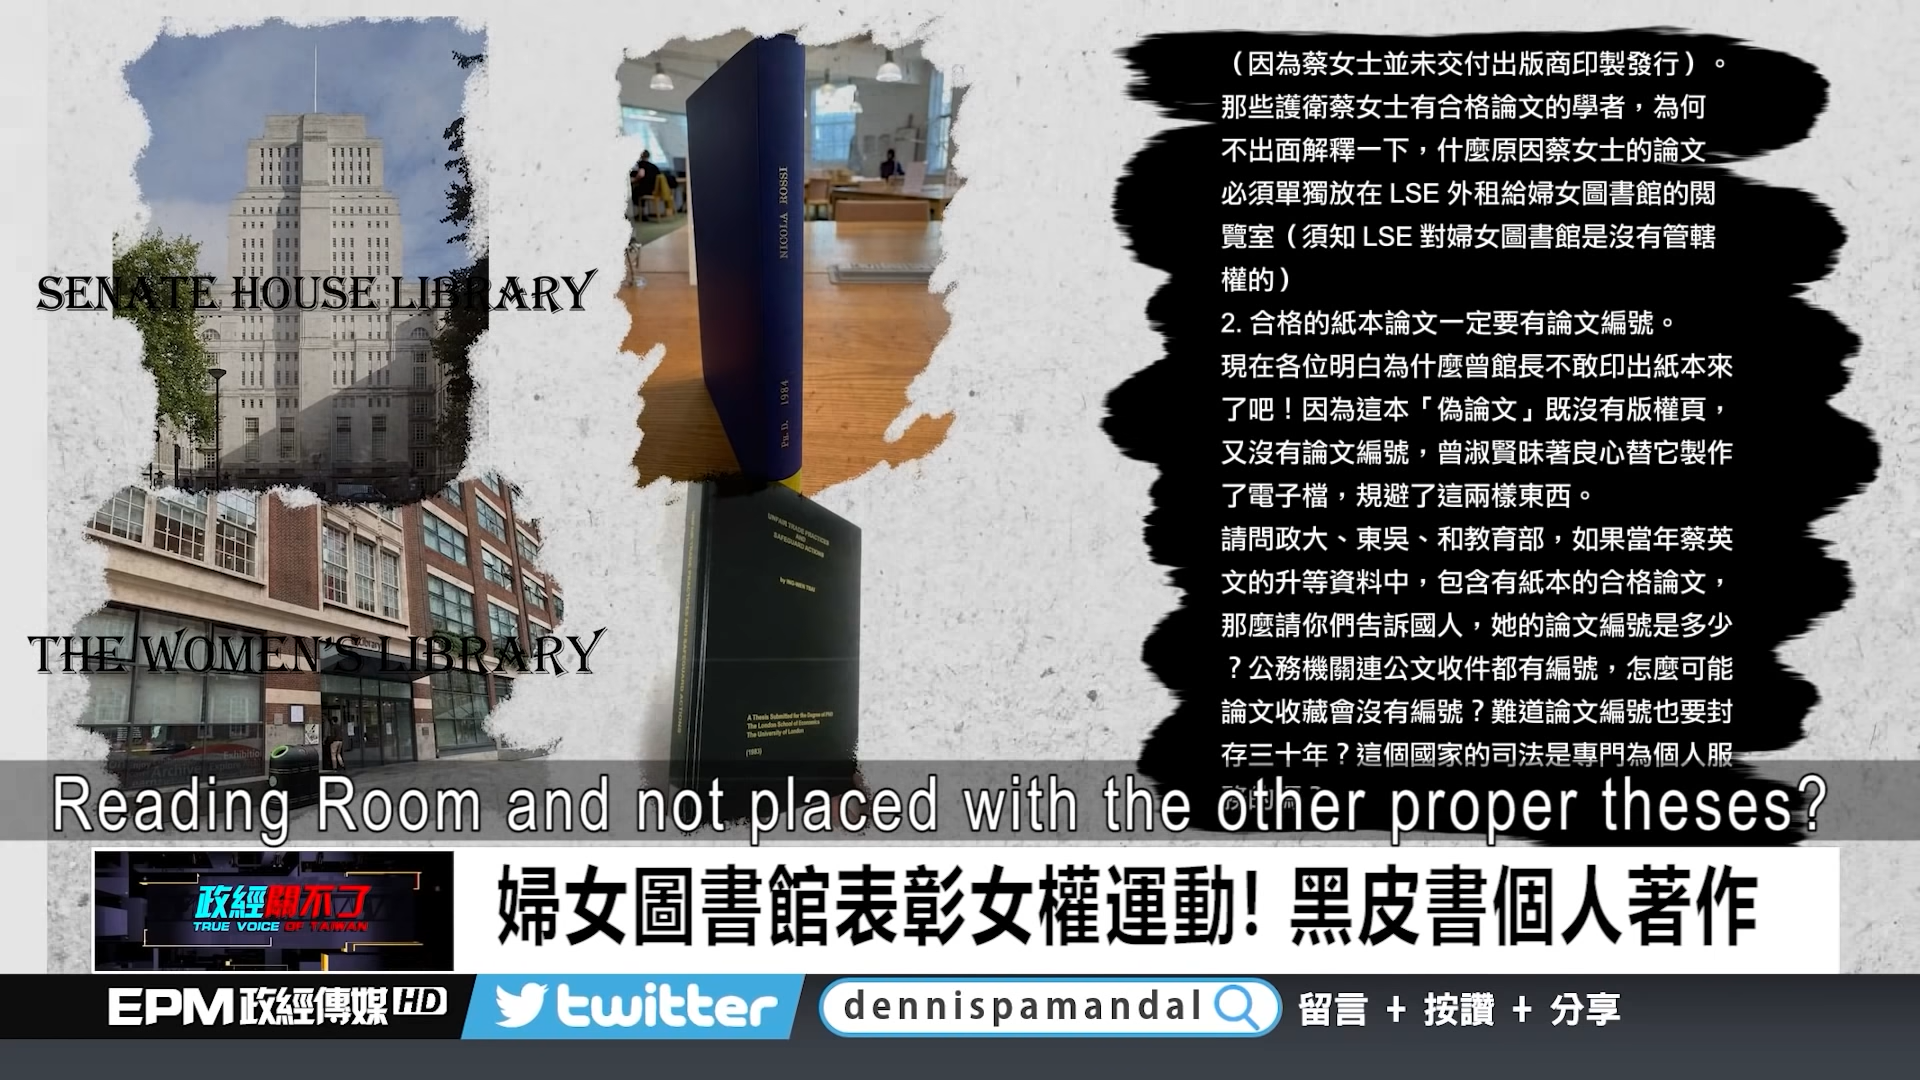 SENATE HOUSE LIBRARY
THE WOMEN'S LIBRARY
NICOLA ROSSI
PH.D. 1984
UNFAIR TRADE PRACTICES
AND
SAFEGUARD ACTIONS
by ING-WEN TSAI
A Thesis Submitted for the Degree of PhD
The London School of Economics
The University of London
(1983)
UNFAIR TRADE PRACTICES AND SAFEGUARD ACTIONS
（因為蔡女士並未交付出版商印製發行）。
那些護衛蔡女士有合格論文的學者，為何
不出面解釋一下，什麼原因蔡女士的論文
必須單獨放在 LSE 外租給婦女圖書館的閱
覽室（須知 LSE 對婦女圖書館是沒有管轄
權的）
2. 合格的紙本論文一定要有論文編號。
現在各位明白為什麼曾館長不敢印出紙本來
了吧！因為這本「偽論文」既沒有版權頁，
又沒有論文編號，曾淑賢昧著良心替它製作
了電子檔，規避了這兩樣東西。
請問政大、東吳、和教育部，如果當年蔡英
文的升等資料中，包含有紙本的合格論文，
那麼請你們告訴國人，她的論文編號是多少
？公務機關連公文收件都有編號，怎麼可能
論文收藏會沒有編號？難道論文編號也要封
存三十年？這個國家的司法是專門為個人服
Reading Room and not placed with the other proper theses?
政經關不了
TRUE VOICE OF TAIWAN
婦女圖書館表彰女權運動! 黑皮書個人著作
EPM政經傳媒HD
twitter
dennispamandal
留言 + 按讚 + 分享